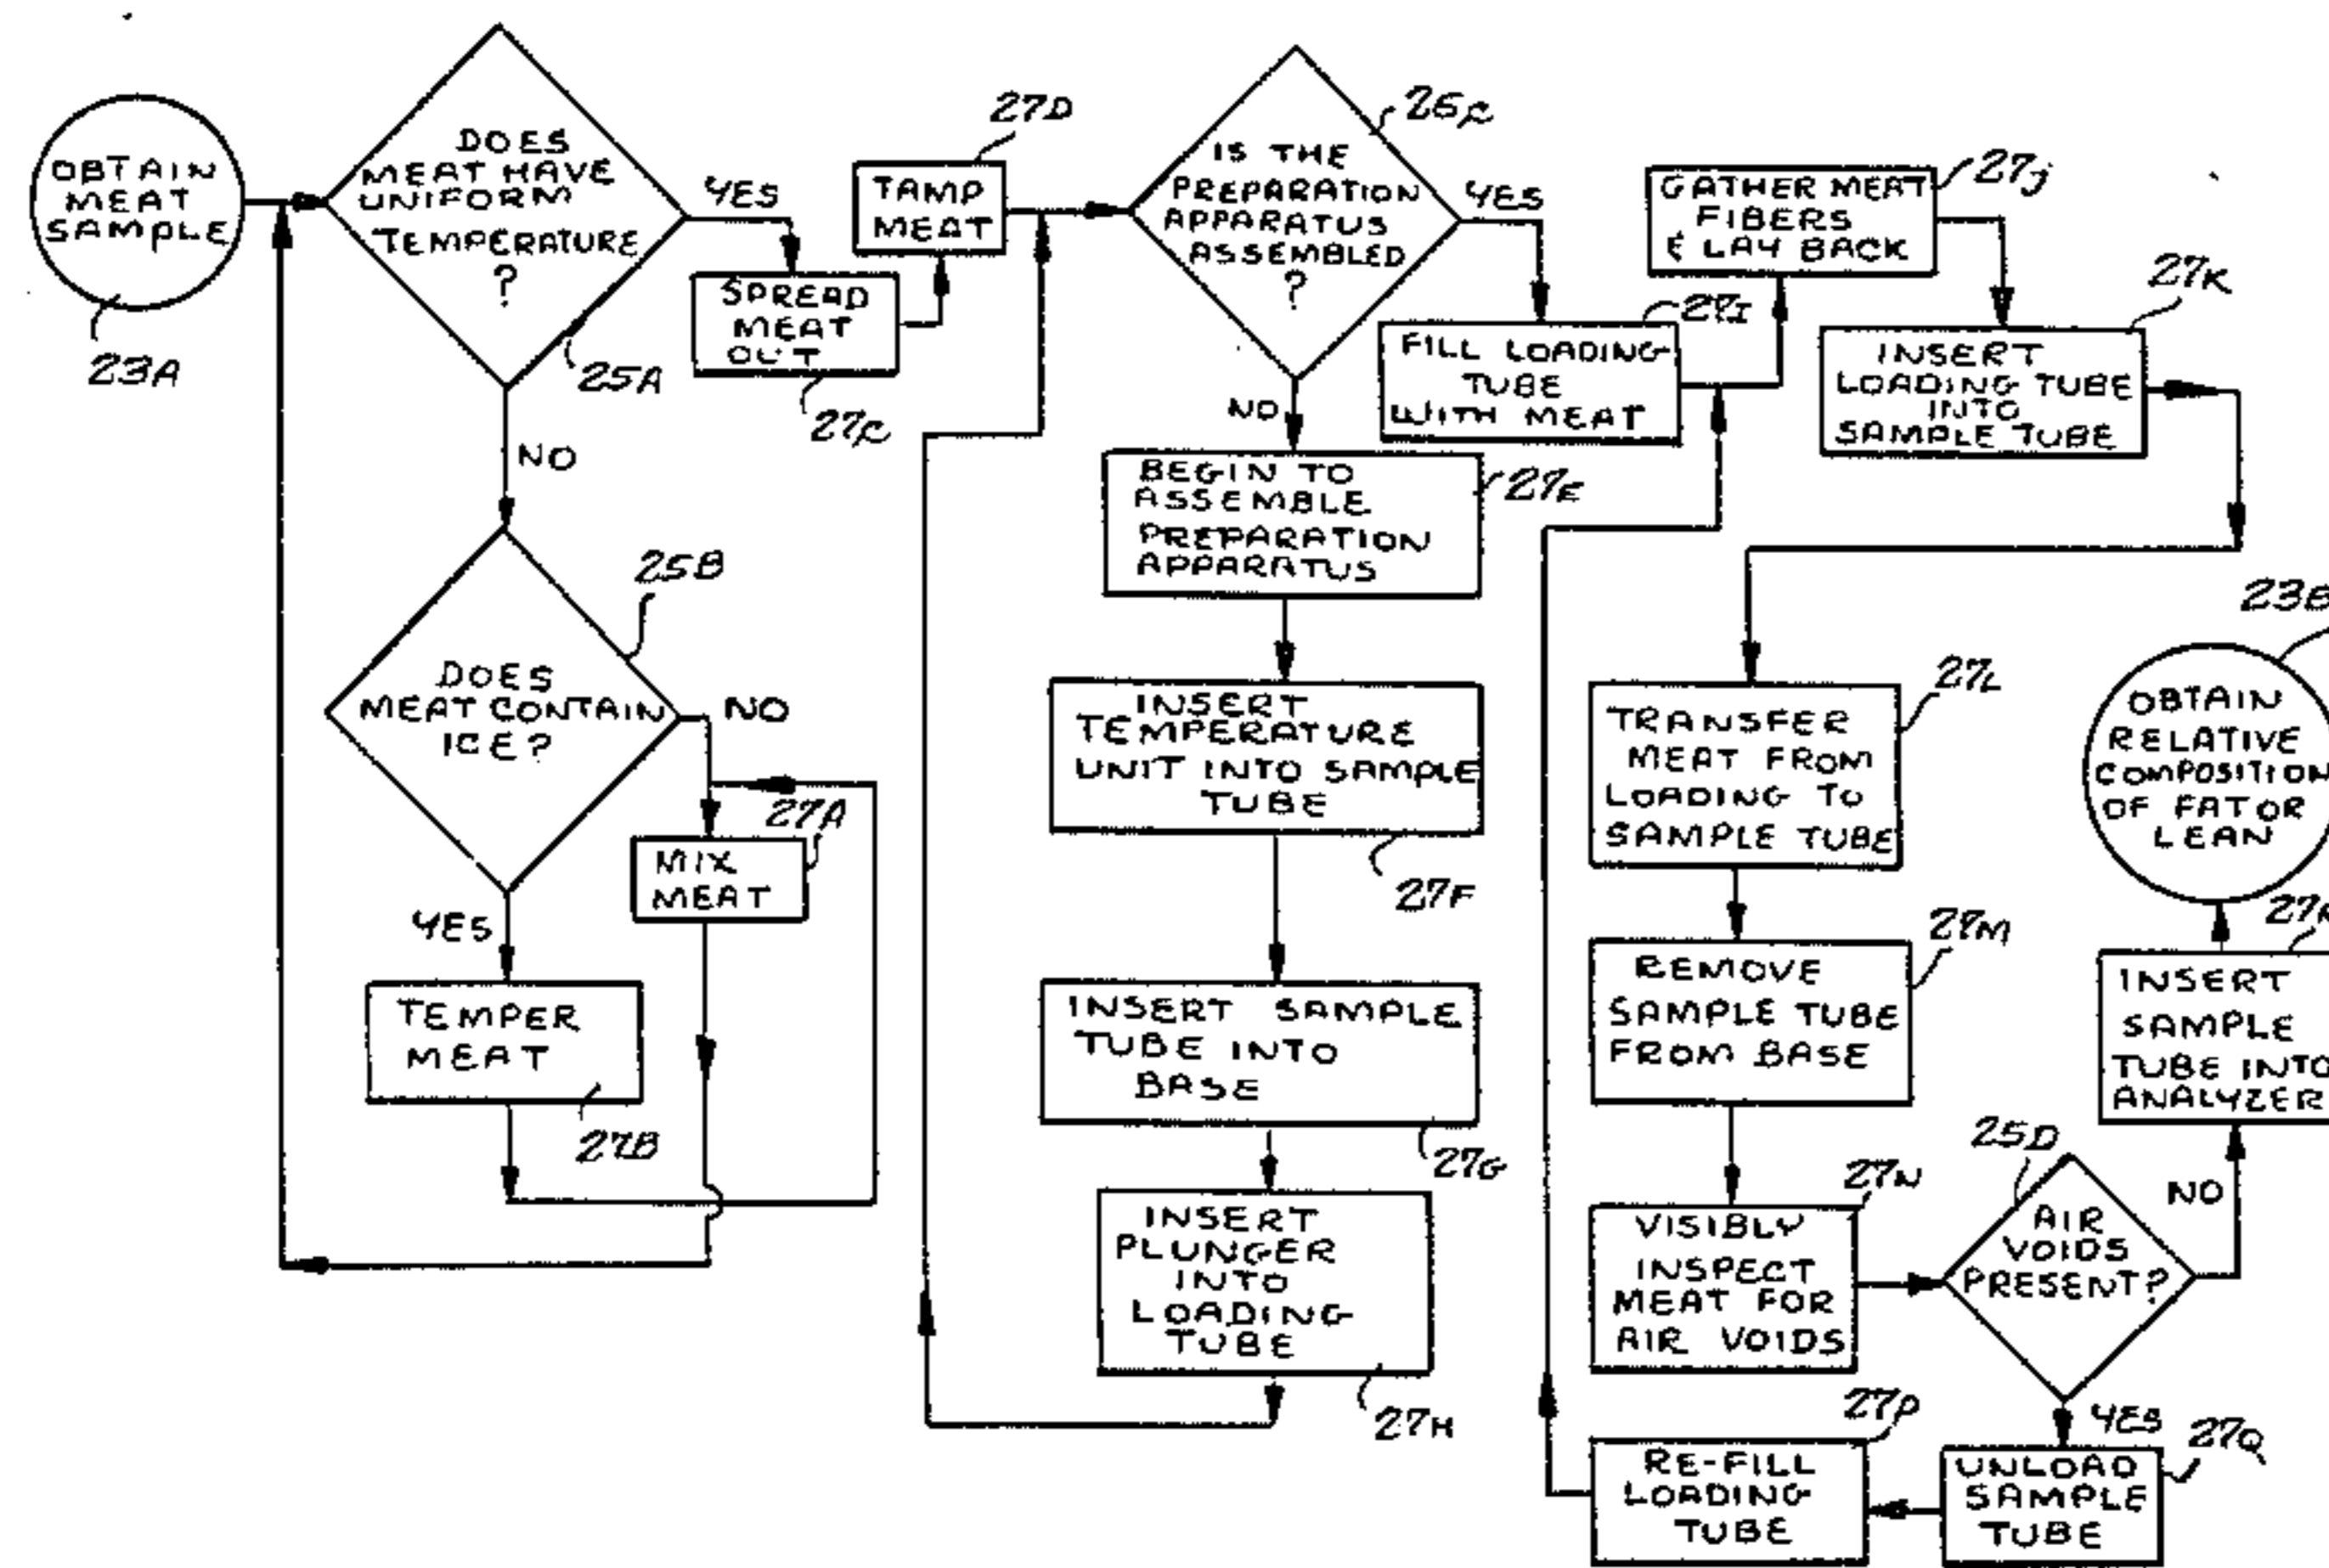 OBTAIN
MEAT
SAMPLE
23A
DOES
MEAT HAVE
UNIFORM
TEMPERATURE
?
25A
YES
NO
SPREAD
MEAT
OUT
27C
27D
TAMP
MEAT
DOES
MEAT CONTAIN
ICE?
25B
NO
YES
27A
MIX
MEAT
TEMPER
MEAT
27B
IS THE
PREPARATION
APPARATUS
ASSEMBLED
?
YES
NO
BEGIN TO
ASSEMBLE
PREPARATION
APPARATUS
27E
INSERT
TEMPERATURE
UNIT INTO SAMPLE
TUBE
27F
INSERT SAMPLE
TUBE INTO
BASE
27G
INSERT
PLUNGER
INTO
LOADING
TUBE
27H
27I
FILL LOADING
TUBE
WITH MEAT
GATHER MEAT
FIBERS
& LAY BACK
27J
INSERT
LOADING TUBE
INTO
SAMPLE TUBE
27K
TRANSFER
MEAT FROM
LOADING TO
SAMPLE TUBE
27L
REMOVE
SAMPLE TUBE
FROM BASE
27M
VISIBLY
INSPECT
MEAT FOR
AIR VOIDS
27N
AIR
VOIDS
PRESENT?
25D
NO
YES
UNLOAD
SAMPLE
TUBE
RE-FILL
LOADING
TUBE
27P
INSERT
SAMPLE
TUBE INTO
ANALYZER
OBTAIN
RELATIVE
COMPOSITION
OF FAT OR
LEAN